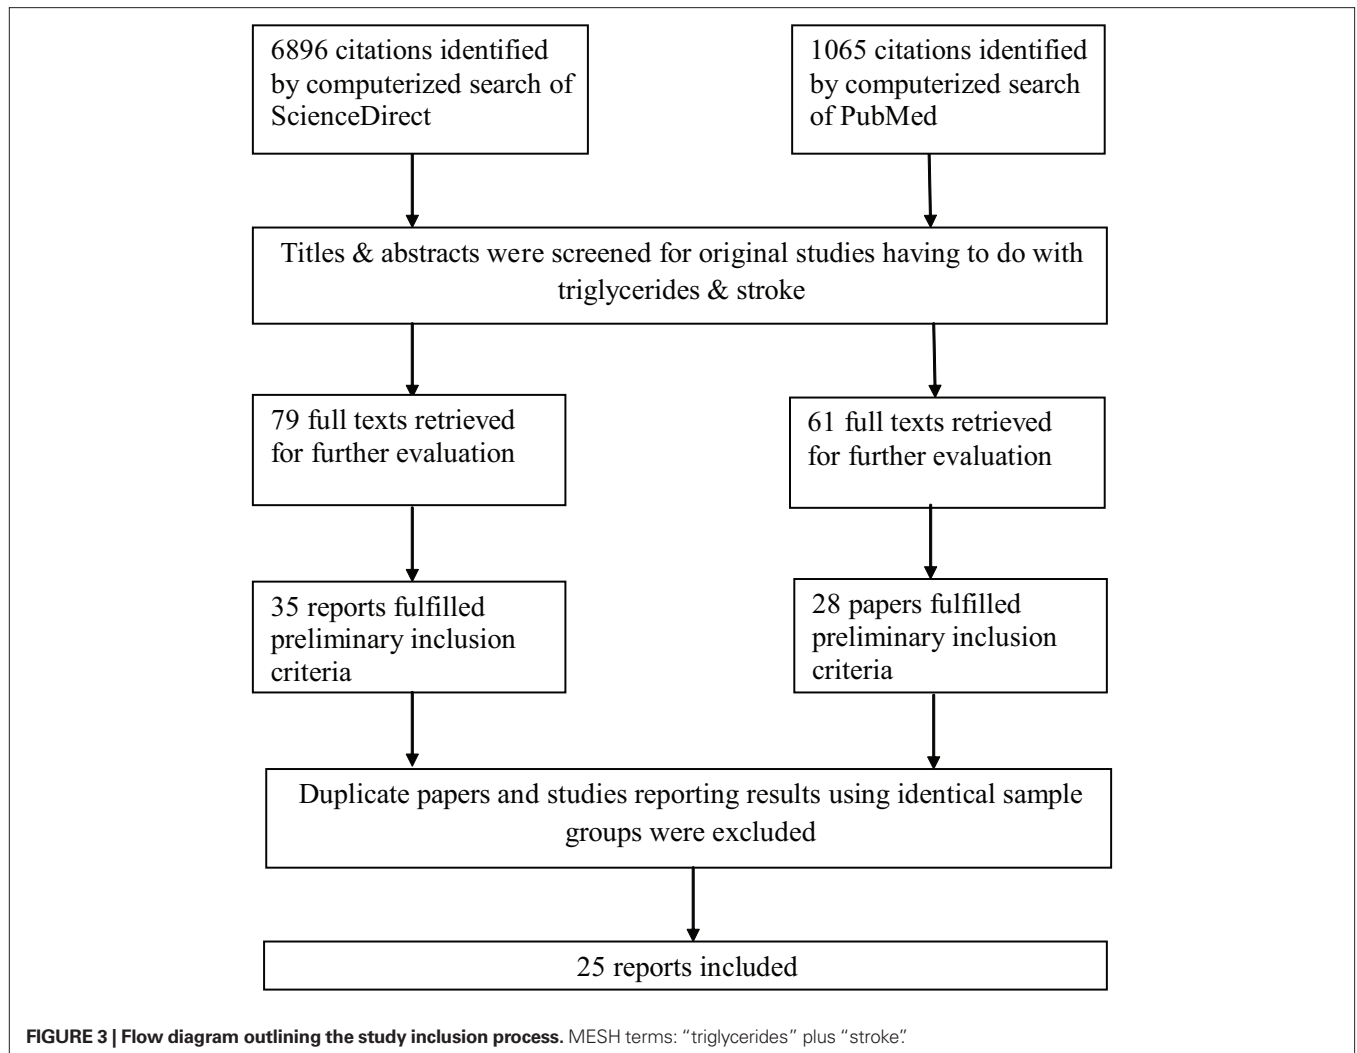 6896 citations identified
by computerized search of
ScienceDirect
1065 citations identified
by computerized search
of PubMed
Titles & abstracts were screened for original studies having to do with
triglycerides & stroke
79 full texts retrieved
for further evaluation
61 full texts retrieved
for further evaluation
35 reports fulfilled
preliminary inclusion
criteria
28 papers fulfilled
preliminary inclusion
criteria
Duplicate papers and studies reporting results using identical sample
groups were excluded
25 reports included
FIGURE 3 | Flow diagram outlining the study inclusion process. MESH terms: “triglycerides” plus “stroke”.